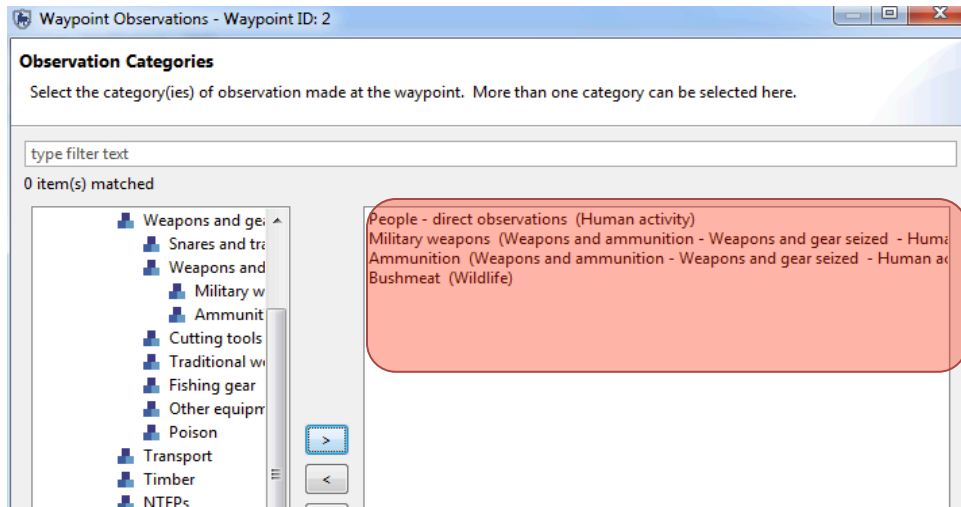 Waypoint Observations - Waypoint ID: 2
Observation Categories
Select the category(ies) of observation made at the waypoint. More than one category can be selected here.
type filter text
0 item(s) matched
Weapons and gea
Snares and tra
Weapons and
Military w
Ammunit
Cutting tools
Traditional we
Fishing gear
Other equipm
Poison
Transport
Timber
NTFPs
People - direct observations (Human activity)
Military weapons (Weapons and ammunition - Weapons and gear seized - Huma
Ammunition (Weapons and ammunition - Weapons and gear seized - Human ac
Bushmeat (Wildlife)
>
<